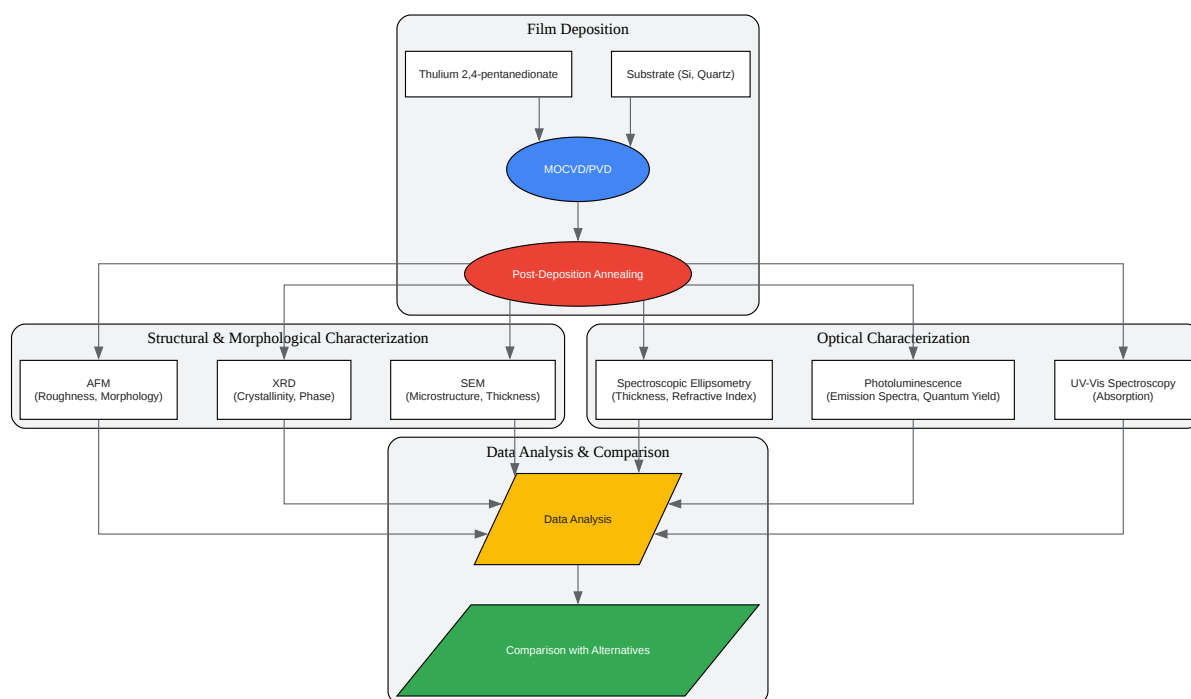 Film Deposition
Thulium 2,4-pentanedionate
Substrate (Si, Quartz)
MOCVD/PVD
Post-Deposition Annealing
Structural & Morphological Characterization
AFM
(Roughness, Morphology)
XRD
(Crystallinity, Phase)
SEM
(Microstructure, Thickness)
Optical Characterization
Spectroscopic Ellipsometry
(Thickness, Refractive Index)
Photoluminescence
(Emission Spectra, Quantum Yield)
UV-Vis Spectroscopy
(Absorption)
Data Analysis & Comparison
Data Analysis
Comparison with Alternatives